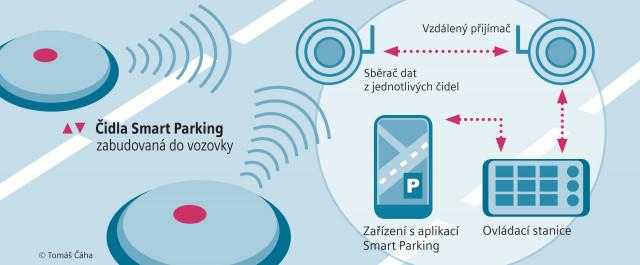 Vzdálený přijímač
Sběrač dat
z jednotlivých čidel
Čidla Smart Parking
zabudovaná do vozovky
P
Zařízení s aplikací
Smart Parking
Ovládací stanice
© Tomáš Čáha